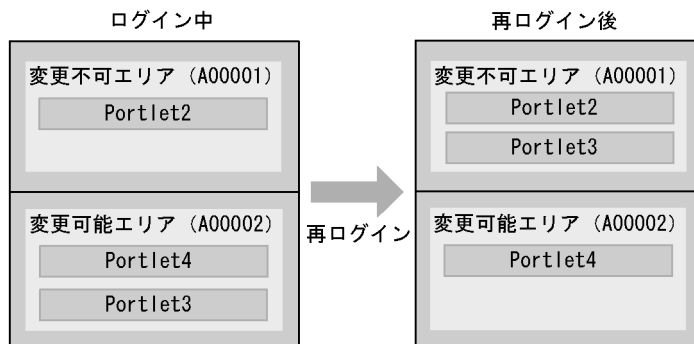 ログイン中
変更不可エリア（A00001）
Portlet2
変更可能エリア（A00002）
Portlet4
Portlet3
再ログイン
再ログイン後
変更不可エリア（A00001）
Portlet2
Portlet3
変更可能エリア（A00002）
Portlet4